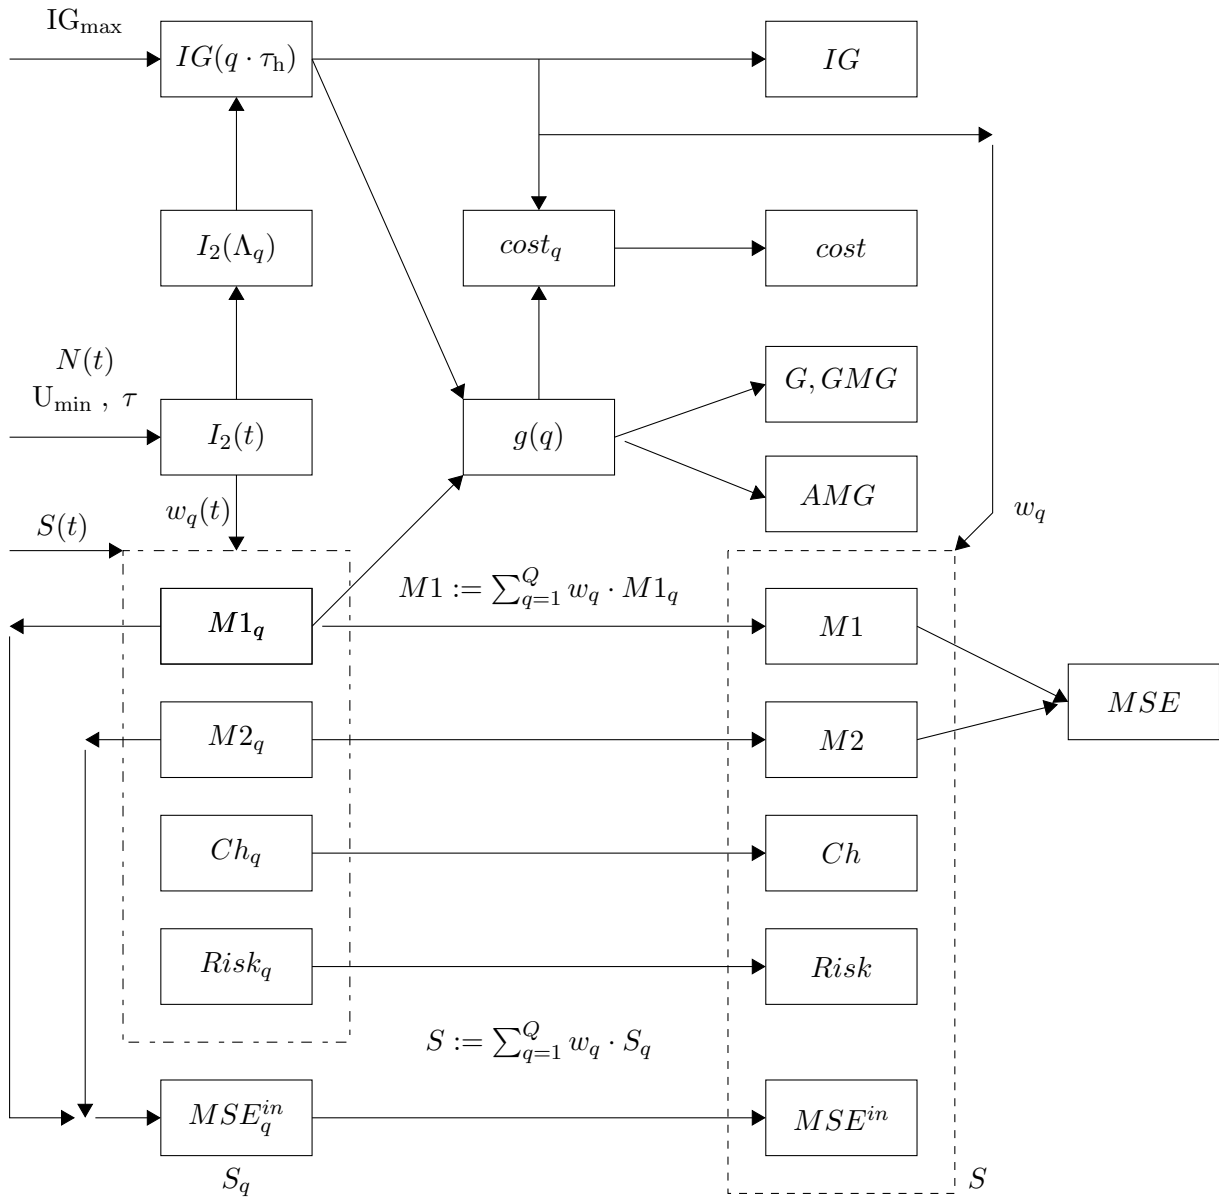 IG_max
IG(q · τ_h)
IG
I_2(Λ_q)
cost_q
cost
N(t)
U_min , τ
I_2(t)
g(q)
G, GMG
AMG
w_q(t)
w_q
S(t)
M1_q
M1 := ∑_{q=1}^{Q} w_q · M1_q
M1
MSE
M2_q
M2
Ch_q
Ch
Risk_q
Risk
S := ∑_{q=1}^{Q} w_q · S_q
MSE_q^{in}
MSE^{in}
S_q
S